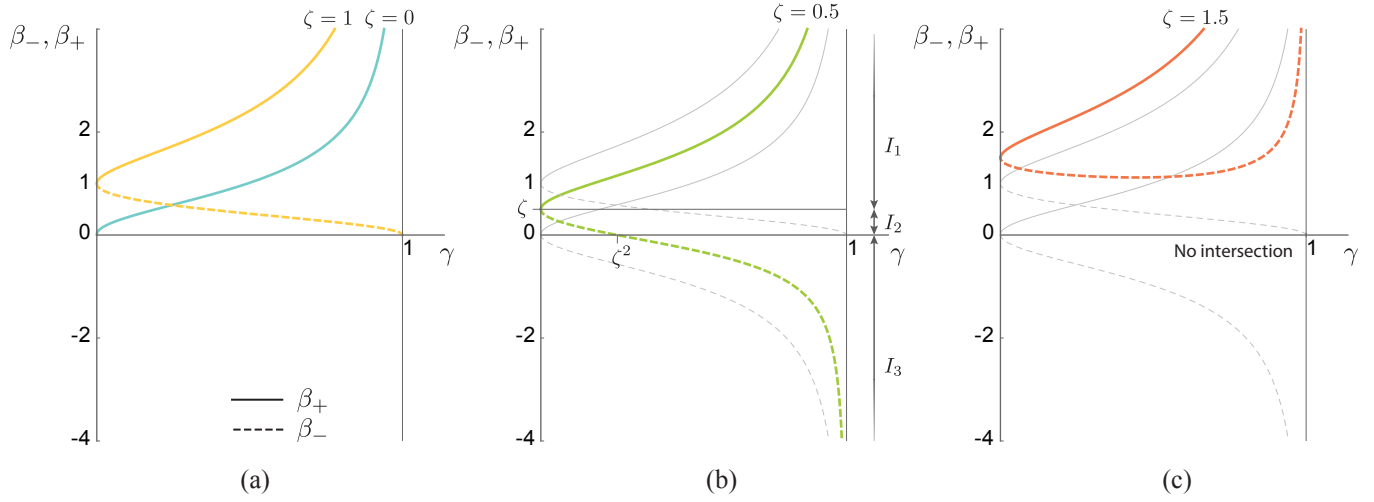 ζ = 1 ζ = 0
β₋, β₊
2
1
0
1
γ
-2
β₊
β₋
-4
(a)
ζ = 0.5
β₋, β₊
2
1
ζ
0
ζ²
1
γ
I₁
I₂
I₃
-2
-4
(b)
ζ = 1.5
β₋, β₊
2
1
0
1
No intersection
γ
-2
-4
(c)